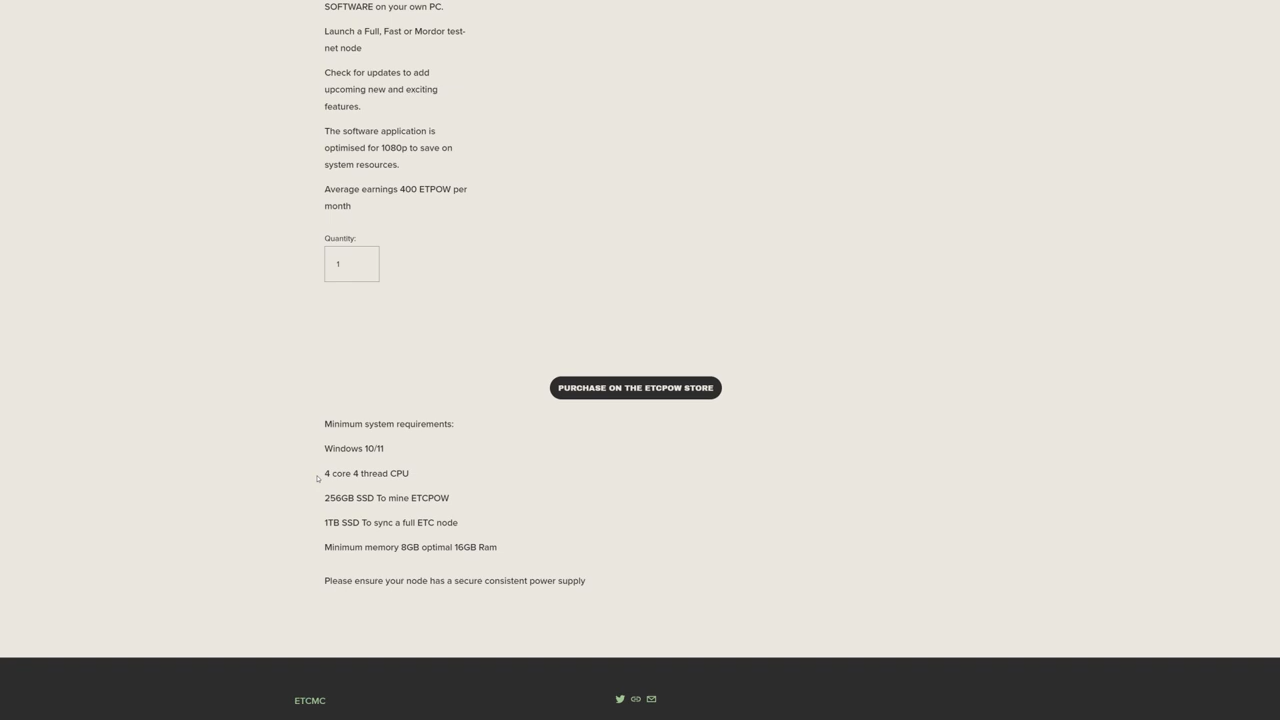 SOFTWARE on your own PC.
Launch a Full, Fast or Mordor test-
net node
Check for updates to add
upcoming new and exciting
features.
The software application is
optimised for 1080p to save on
system resources.
Average earnings 400 ETPOW per
month
Quantity:
1
PURCHASE ON THE ETCPOW STORE
Minimum system requirements:
Windows 10/11
4 core 4 thread CPU
256GB SSD To mine ETCPOW
1TB SSD To sync a full ETC node
Minimum memory 8GB optimal 16GB Ram
Please ensure your node has a secure consistent power supply
ETCMC